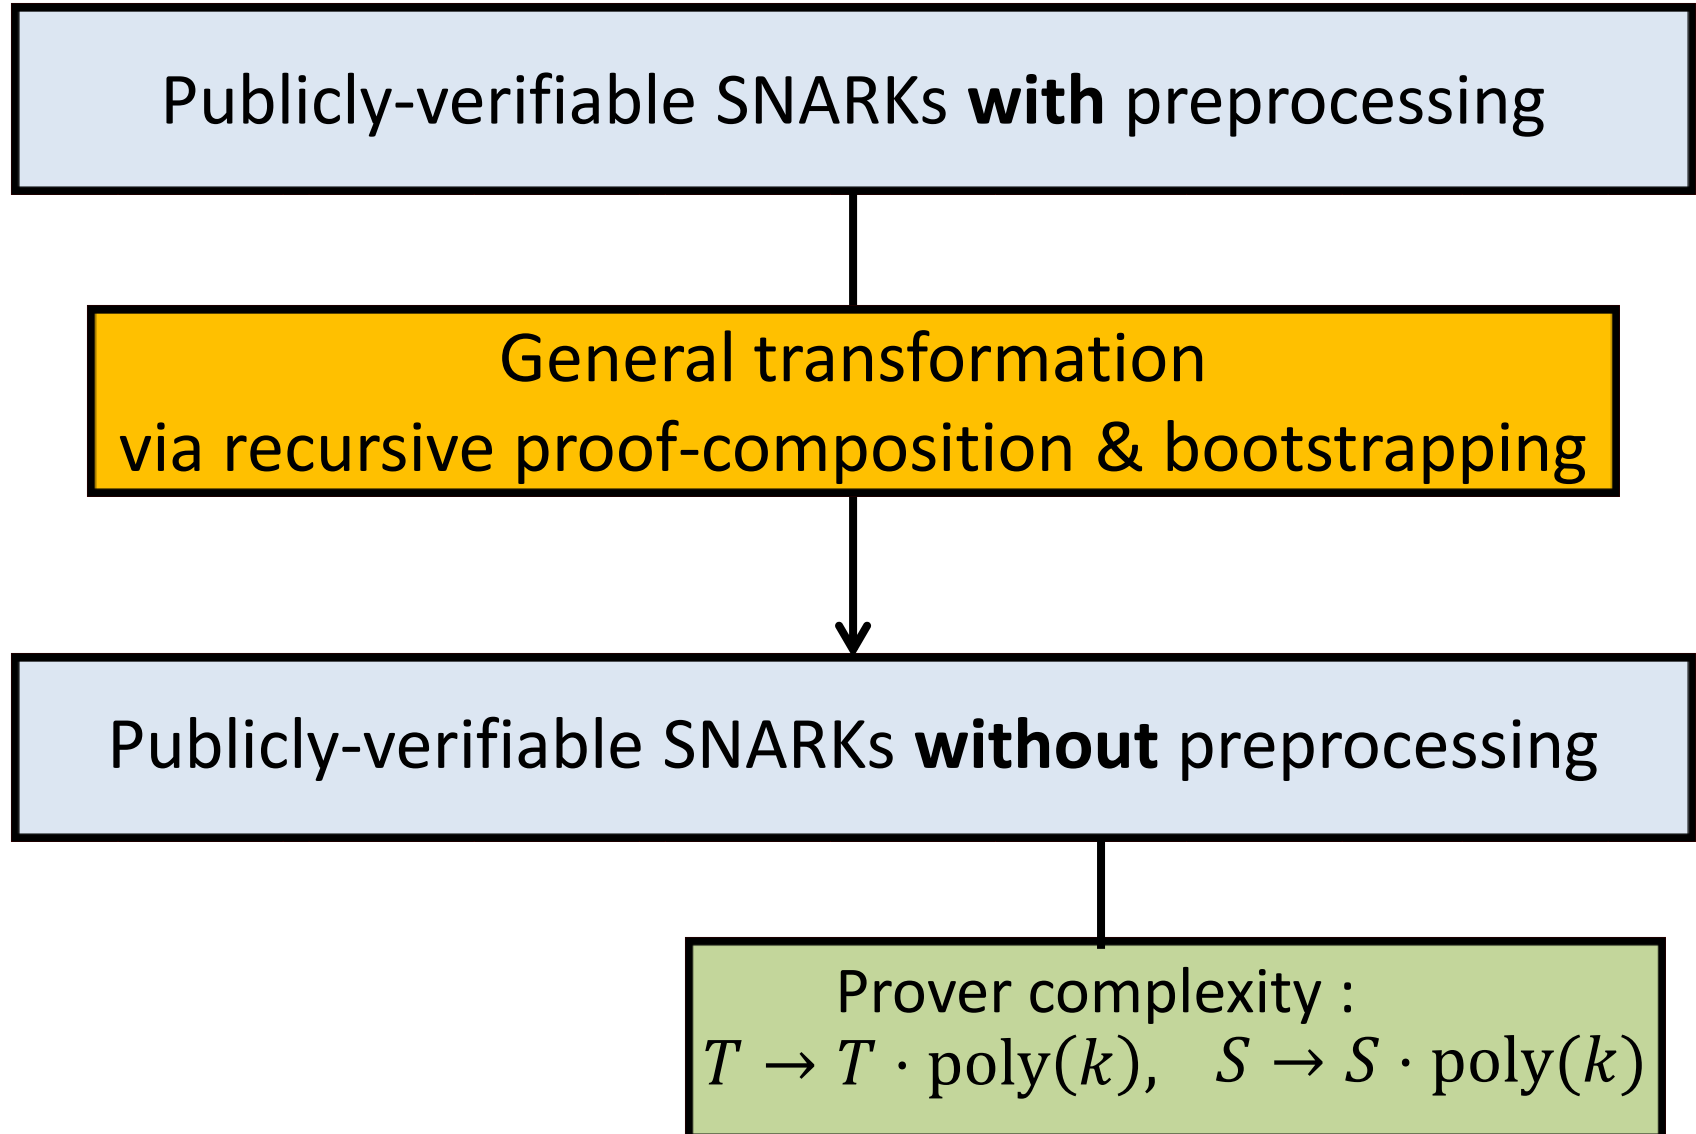 Publicly-verifiable SNARKs with preprocessing
General transformation
via recursive proof-composition & bootstrapping
Publicly-verifiable SNARKs without preprocessing
Prover complexity :
T → T · poly(k), S → S · poly(k)